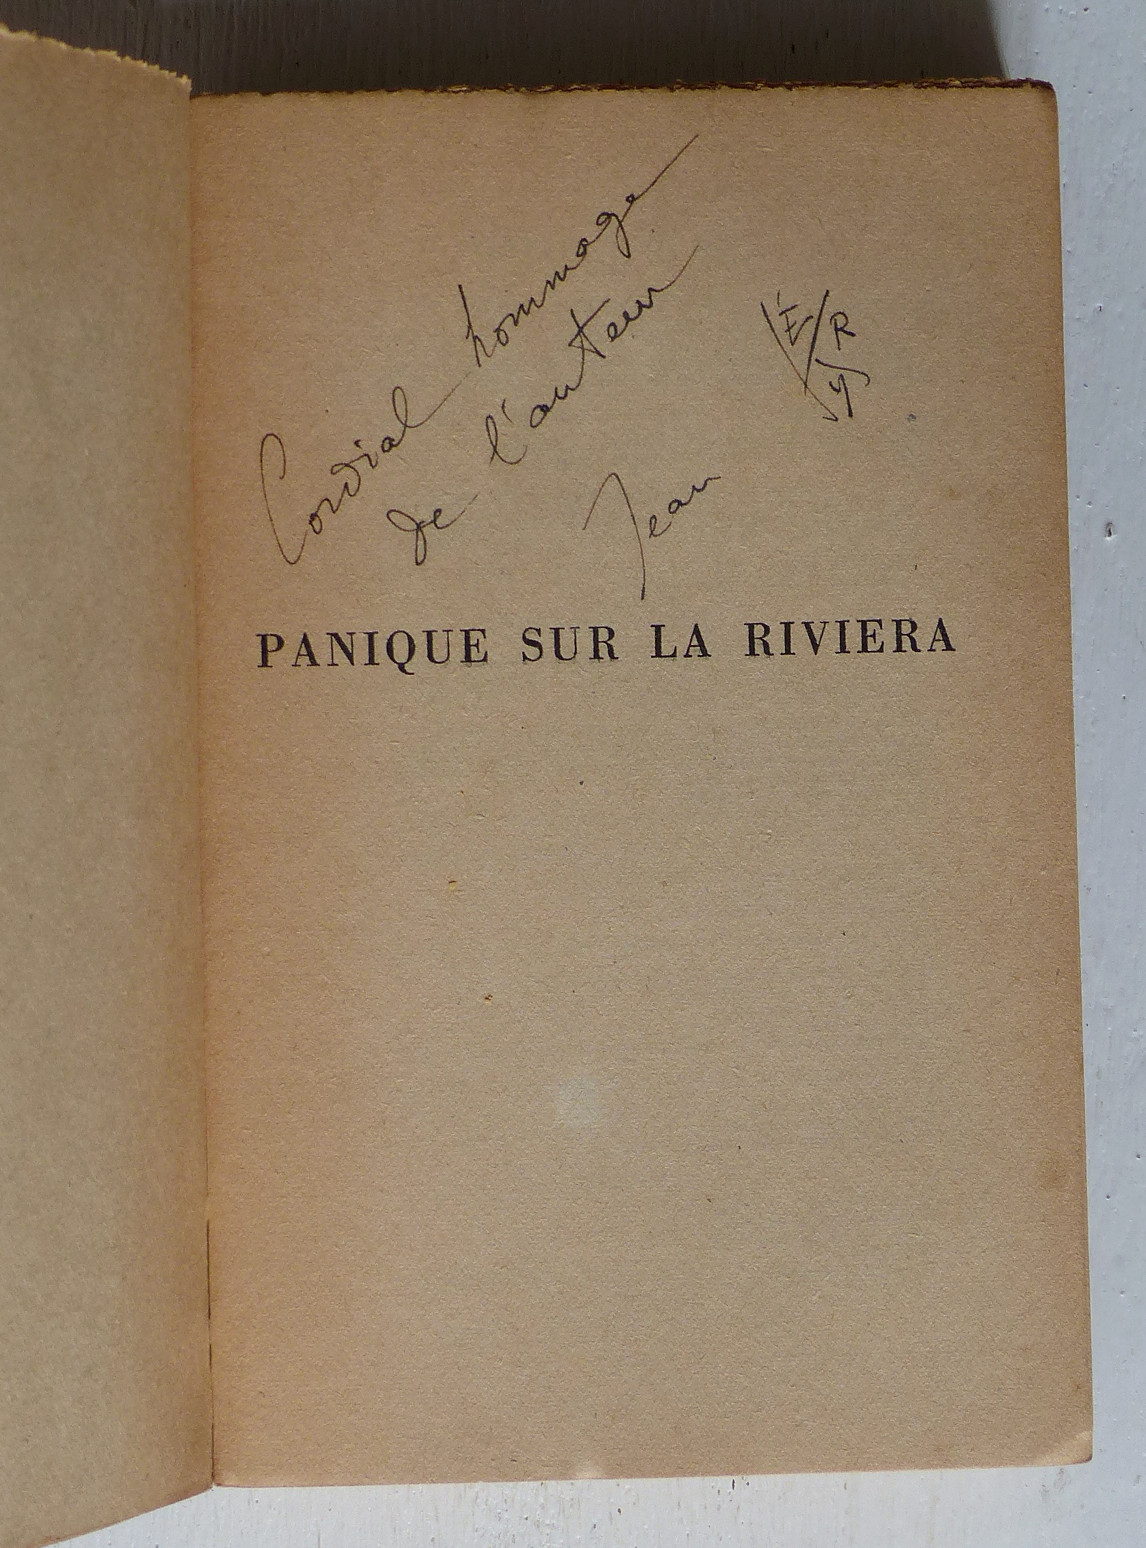 Cordial hommage
de l'auteur
Jean
PANIQUE SUR LA RIVIERA